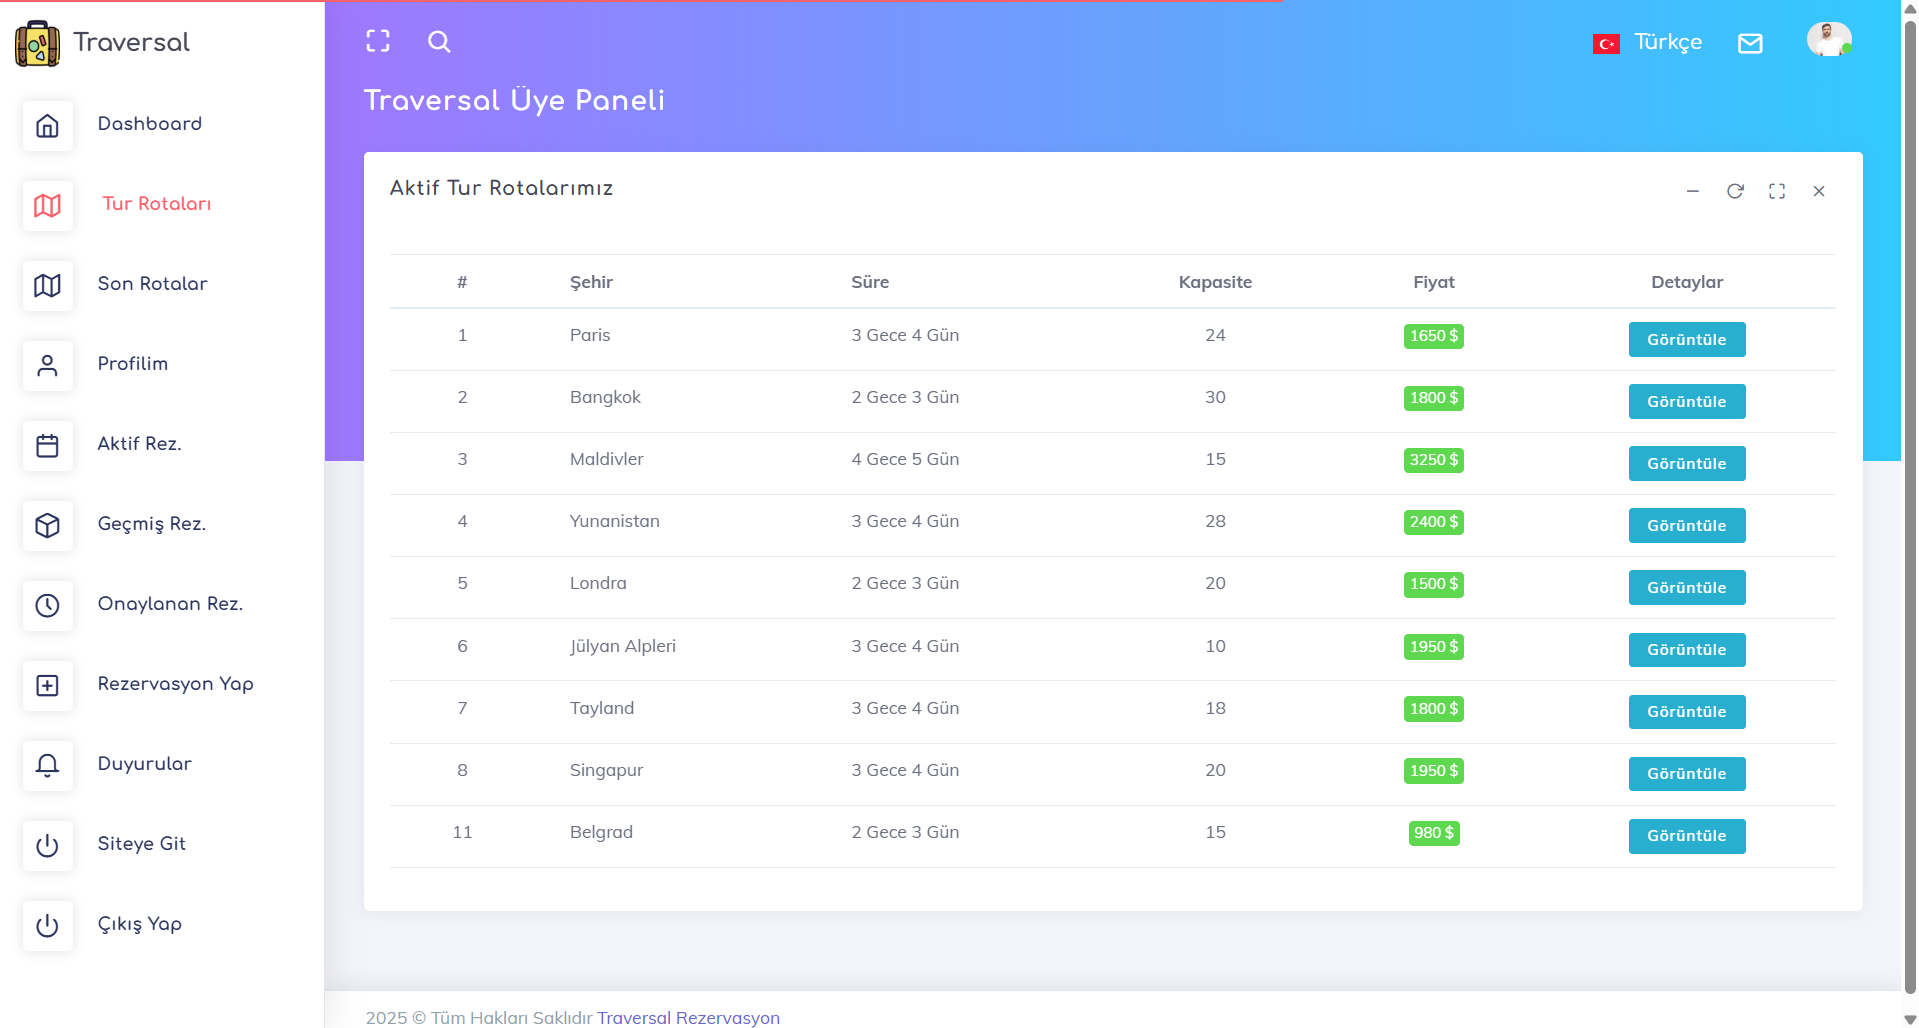 Traversal
Dashboard
Tur Rotaları
Son Rotalar
Profilim
Aktif Rez.
Geçmiş Rez.
Onaylanan Rez.
Rezervasyon Yap
Duyurular
Siteye Git
Çıkış Yap
Türkçe
Traversal Üye Paneli
Aktif Tur Rotalarımız
# Şehir Süre Kapasite Fiyat Detaylar
1 Paris 3 Gece 4 Gün 24 1650 $ Görüntüle
2 Bangkok 2 Gece 3 Gün 30 1800 $ Görüntüle
3 Maldivler 4 Gece 5 Gün 15 3250 $ Görüntüle
4 Yunanistan 3 Gece 4 Gün 28 2400 $ Görüntüle
5 Londra 2 Gece 3 Gün 20 1500 $ Görüntüle
6 Jülyan Alpleri 3 Gece 4 Gün 10 1950 $ Görüntüle
7 Tayland 3 Gece 4 Gün 18 1800 $ Görüntüle
8 Singapur 3 Gece 4 Gün 20 1950 $ Görüntüle
11 Belgrad 2 Gece 3 Gün 15 980 $ Görüntüle
2025 © Tüm Hakları Saklıdır Traversal Rezervasyon